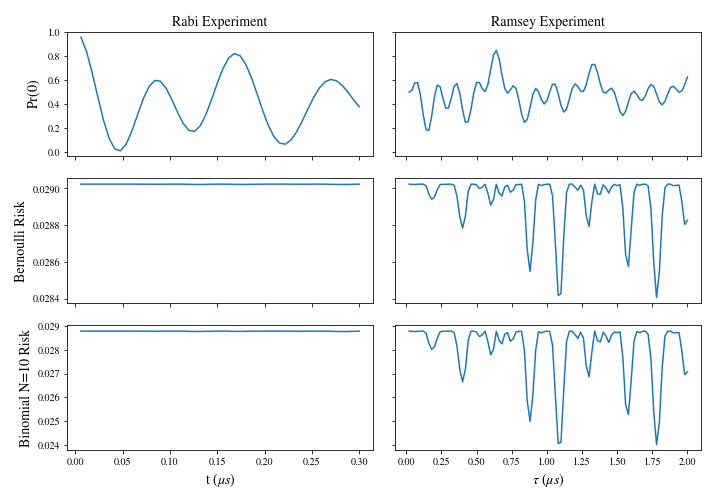 Rabi Experiment
Ramsey Experiment
Pr(0)
1.0
0.8
0.6
0.4
0.2
0.0
Bernoulli Risk
0.0290
0.0288
0.0286
0.0284
Binomial N=10 Risk
0.029
0.028
0.027
0.026
0.025
0.024
0.00 0.05 0.10 0.15 0.20 0.25 0.30
t (μs)
0.00 0.25 0.50 0.75 1.00 1.25 1.50 1.75 2.00
τ (μs)